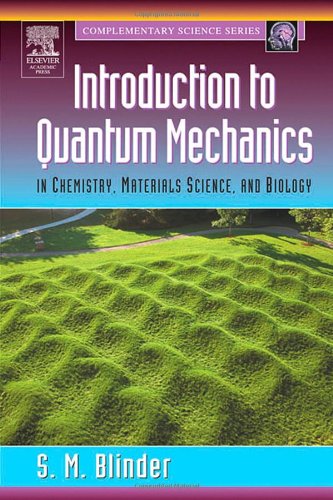 COMPLEMENTARY SCIENCE SERIES
ELSEVIER
ACADEMIC
PRESS
Introduction to
Quantum Mechanics
IN CHEMISTRY, MATERIALS SCIENCE, AND BIOLOGY
S. M. Blinder